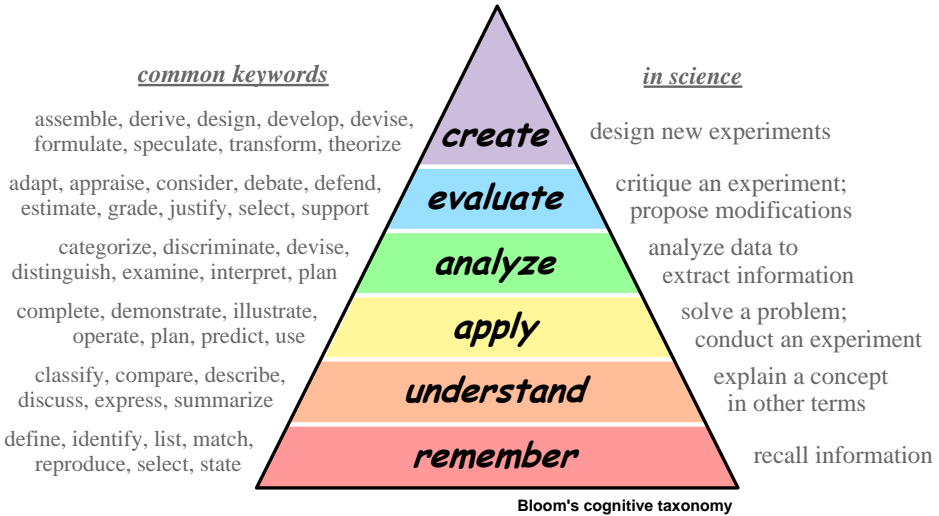 common keywords
in science
assemble, derive, design, develop, devise,
formulate, speculate, transform, theorize
create
design new experiments
adapt, appraise, consider, debate, defend,
estimate, grade, justify, select, support
evaluate
critique an experiment;
propose modifications
categorize, discriminate, devise,
distinguish, examine, interpret, plan
analyze
analyze data to
extract information
complete, demonstrate, illustrate,
operate, plan, predict, use
apply
solve a problem;
conduct an experiment
classify, compare, describe,
discuss, express, summarize
understand
explain a concept
in other terms
define, identify, list, match,
reproduce, select, state
remember
recall information
Bloom's cognitive taxonomy